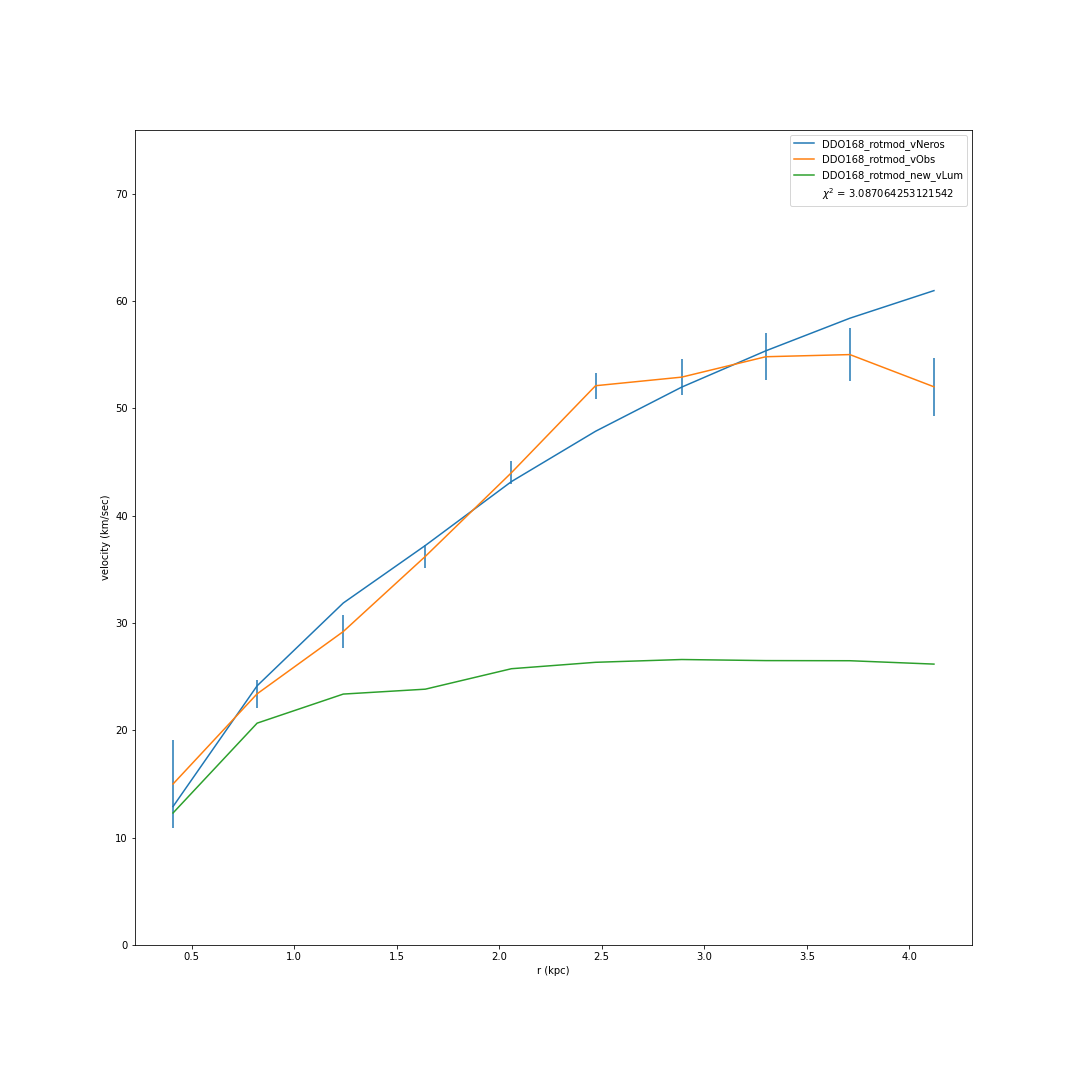 DDO168_rotmod_vNeros
DDO168_rotmod_vObs
DDO168_rotmod_new_vLum
χ² = 3.087064253121542
70
60
50
40
30
20
10
0
velocity (km/sec)
0.5 1.0 1.5 2.0 2.5 3.0 3.5 4.0
r (kpc)